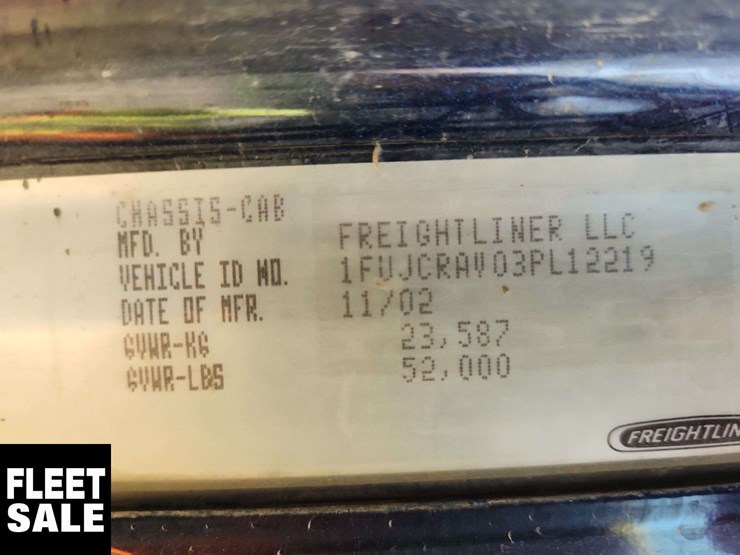 CHASSIS-CAB
MFD. BY FREIGHTLINER LLC
VEHICLE ID NO. 1FUJCRAV03PL12219
DATE OF MFR. 11/02
GVWR-KG 23,587
GVWR-LBS 52,000
FREIGHTLIN
FLEET
SALE